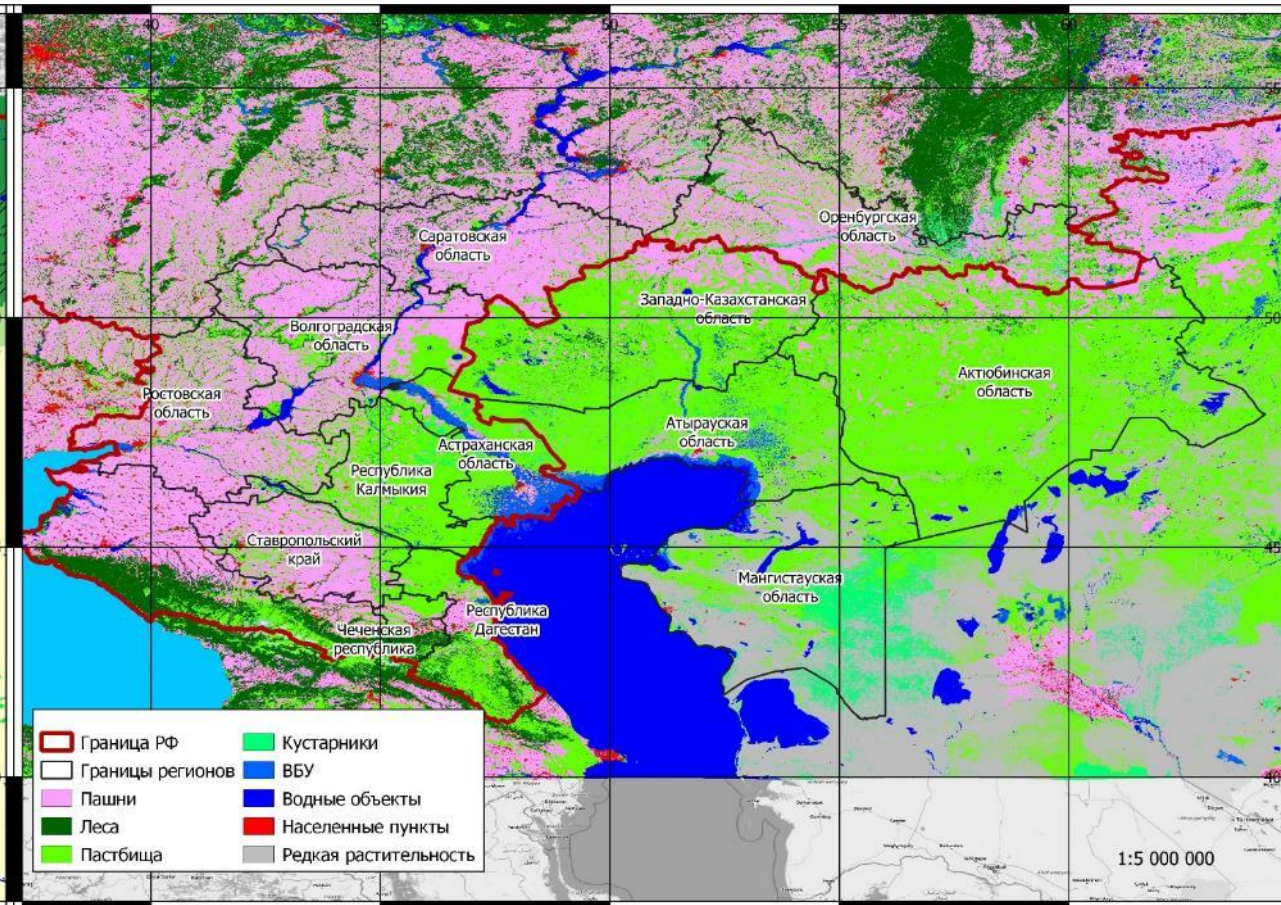 40
45
50
55
60
55
Саратовская
область
Оренбургская
область
Западно-Казахстанская
область
50
50
Волгоградская
область
Ростовская
область
Актюбинская
область
Атырауская
область
Астраханская
область
Республика
Калмыкия
Ставропольский
край
45
Мангистауская
область
Республика
Дагестан
Чеченская
республика
Граница РФ
Границы регионов
Пашни
Леса
Пастбища
Кустарники
ВБУ
Водные объекты
Населенные пункты
Редкая растительность
40
1:5 000 000